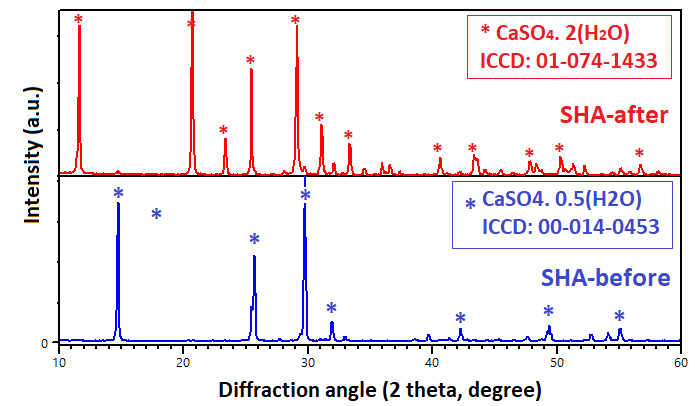 * CaSO₄. 2(H₂O)
ICCD: 01-074-1433
SHA-after
* CaSO4. 0.5(H2O)
ICCD: 00-014-0453
SHA-before
Intensity (a.u.)
0
10 20 30 40 50 60
Diffraction angle (2 theta, degree)